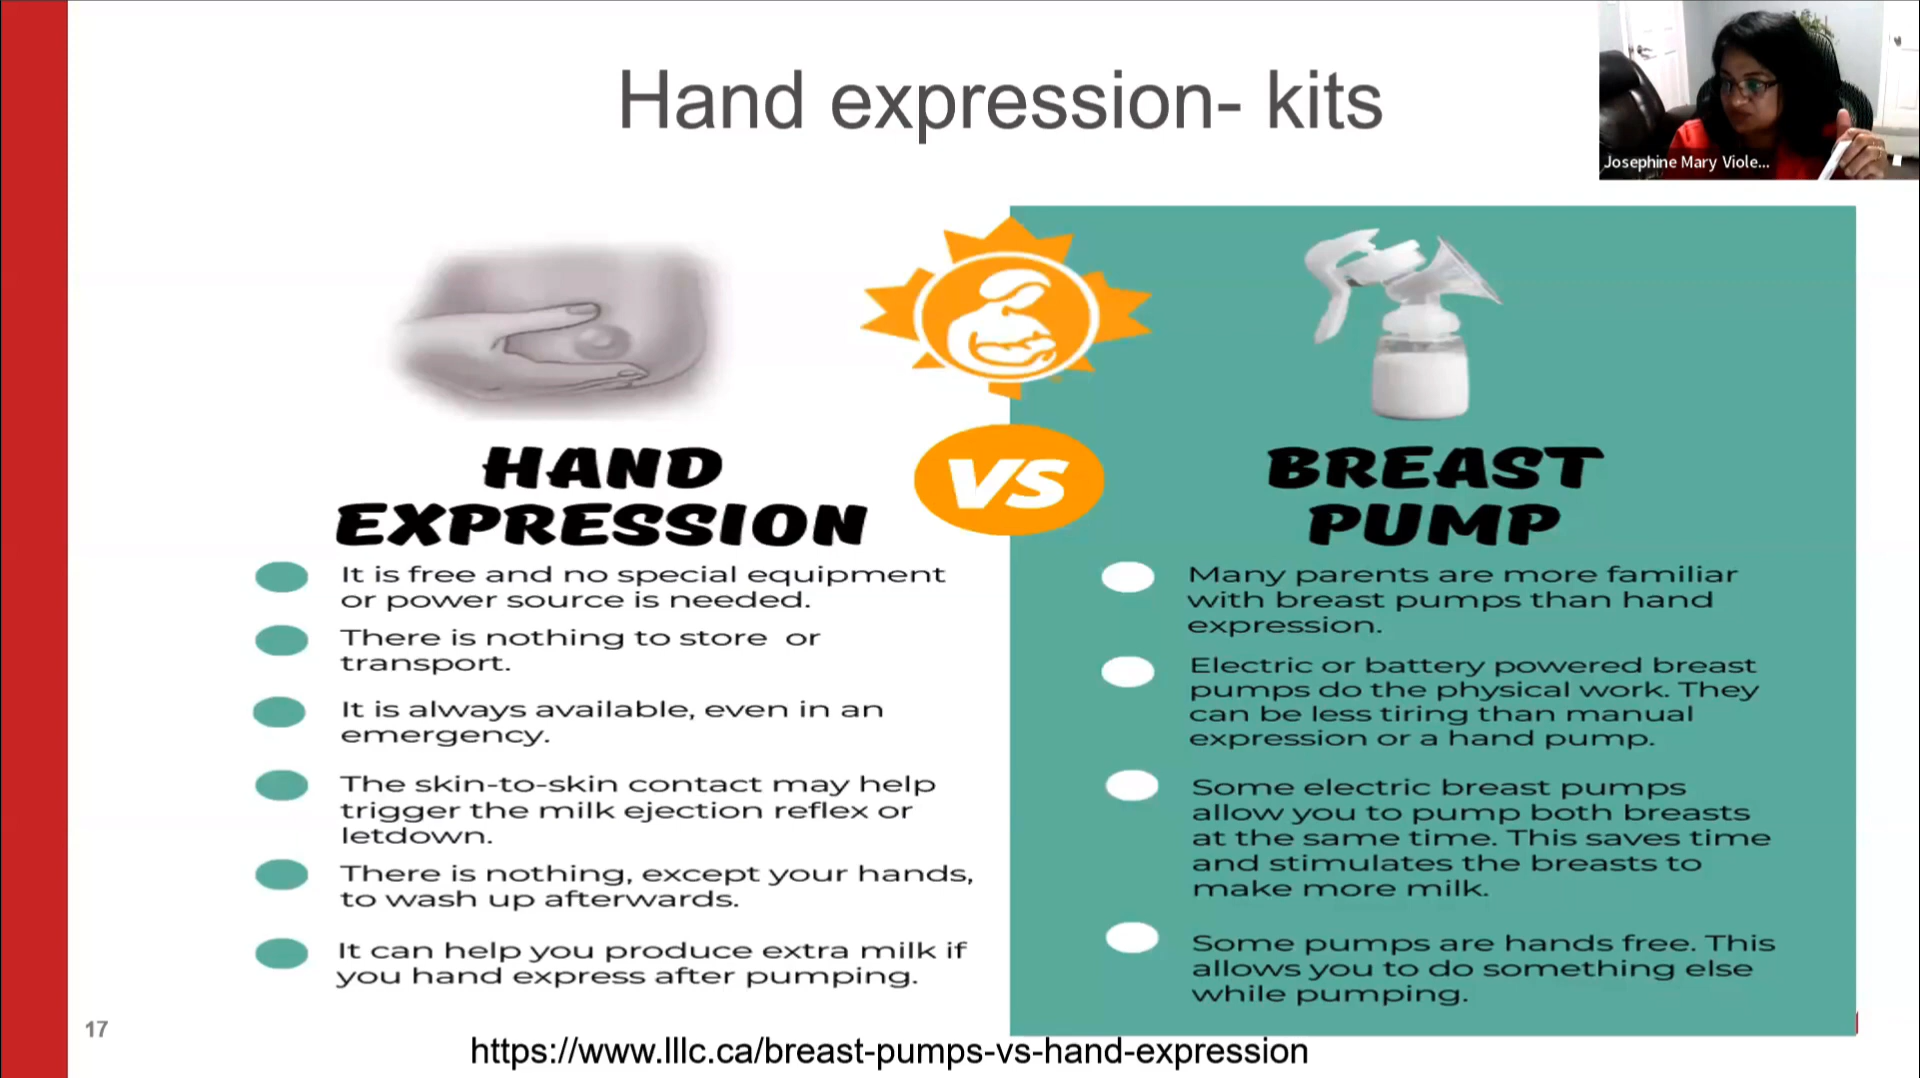 Hand expression- kits
Josephine Mary Viole...
HAND
EXPRESSION
It is free and no special equipment
or power source is needed.
There is nothing to store or
transport.
It is always available, even in an
emergency.
The skin-to-skin contact may help
trigger the milk ejection reflex or
letdown.
There is nothing, except your hands,
to wash up afterwards.
It can help you produce extra milk if
you hand express after pumping.
VS
BREAST
PUMP
Many parents are more familiar
with breast pumps than hand
expression.
Electric or battery powered breast
pumps do the physical work. They
can be less tiring than manual
expression or a hand pump.
Some electric breast pumps
allow you to pump both breasts
at the same time. This saves time
and stimulates the breasts to
make more milk.
Some pumps are hands free. This
allows you to do something else
while pumping.
17
https://www.lllc.ca/breast-pumps-vs-hand-expression